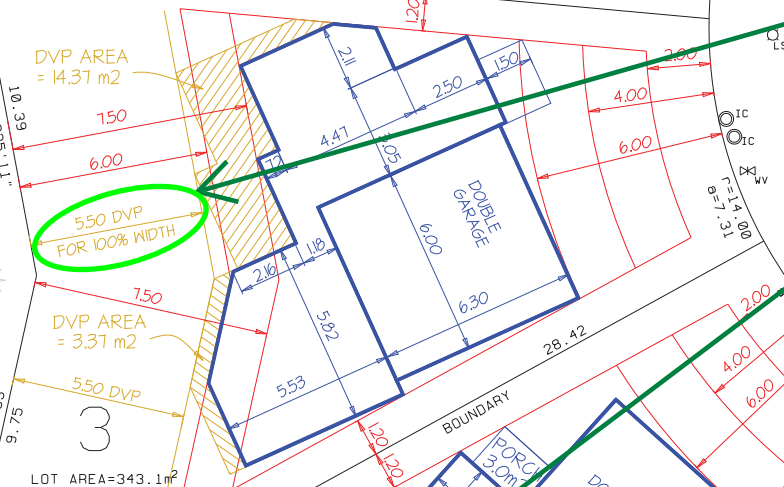 1.20
DVP AREA
= 14.37 m2
2.11
1.50
2.00
LS
10.39
7.50
2.50
4.00
IC
4.47
3.05
6.00
IC
6.00
WV
r=14.00
a=7.31
5.50 DVP
FOR 100% WIDTH
DOUBLE
GARAGE
6.00
1.18
2.16
7.50
6.30
2.00
DVP AREA
= 3.37 m2
5.82
28.42
4.00
5.53
6.00
5.50 DVP
BOUNDARY
9.75
3
1.20
1.20
PORCH
3.0m²
LOT AREA=343.1m²